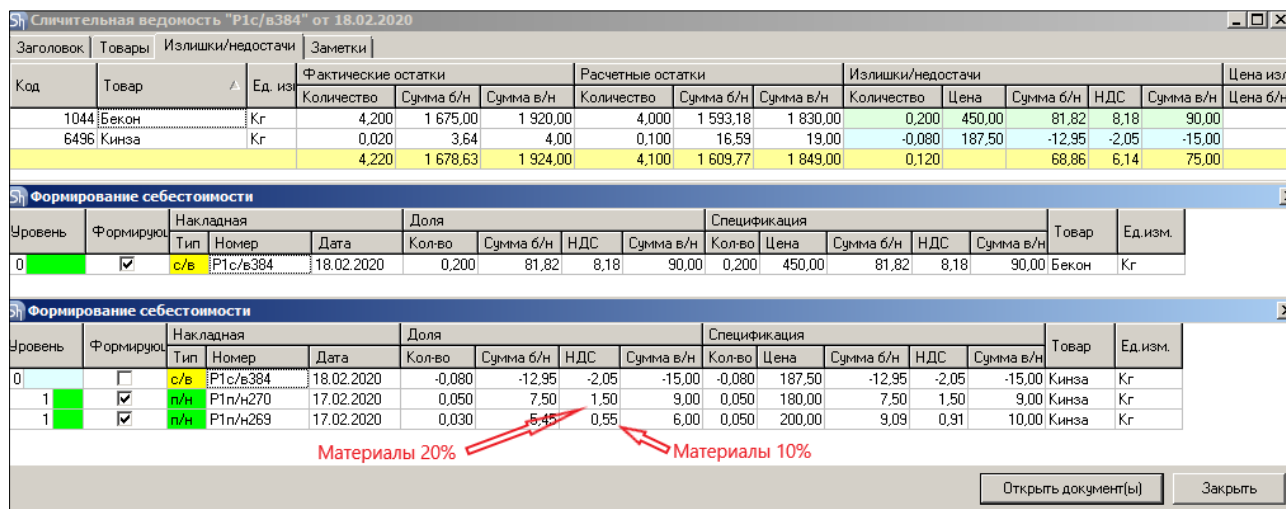 Sh Сличительная ведомость "Р1с/в384" от 18.02.2020
Заголовок Товары Излишки/недостачи Заметки
Код Товар Ед. изм Фактические остатки Расчетные остатки Излишки/недостачи Цена изл
Количество Сумма б/н Сумма в/н Количество Сумма б/н Сумма в/н Количество Цена Сумма б/н НДС Сумма в/н Цена б/н
1044 Бекон Кг 4,200 1 675,00 1 920,00 4,000 1 593,18 1 830,00 0,200 450,00 81,82 8,18 90,00
6496 Кинза Кг 0,020 3,64 4,00 0,100 16,59 19,00 -0,080 187,50 -12,95 -2,05 -15,00
4,220 1 678,63 1 924,00 4,100 1 609,77 1 849,00 0,120 68,86 6,14 75,00
Sh Формирование себестоимости
Уровень Формирующ Накладная Доля Спецификация Товар Ед.изм.
Тип Номер Дата Кол-во Сумма б/н НДС Сумма в/н Кол-во Цена Сумма б/н НДС Сумма в/н
0 с/в Р1с/в384 18.02.2020 0,200 81,82 8,18 90,00 0,200 450,00 81,82 8,18 90,00 Бекон Кг
Sh Формирование себестоимости
Уровень Формирующ Накладная Доля Спецификация Товар Ед.изм.
Тип Номер Дата Кол-во Сумма б/н НДС Сумма в/н Кол-во Цена Сумма б/н НДС Сумма в/н
0 с/в Р1с/в384 18.02.2020 -0,080 -12,95 -2,05 -15,00 -0,080 187,50 -12,95 -2,05 -15,00 Кинза Кг
1 п/н Р1п/н270 17.02.2020 0,050 7,50 1,50 9,00 0,050 180,00 7,50 1,50 9,00 Кинза Кг
1 п/н Р1п/н269 17.02.2020 0,030 5,45 0,55 6,00 0,050 200,00 9,09 0,91 10,00 Кинза Кг
Материалы 20% Материалы 10%
Открыть документ(ы) Закрыть